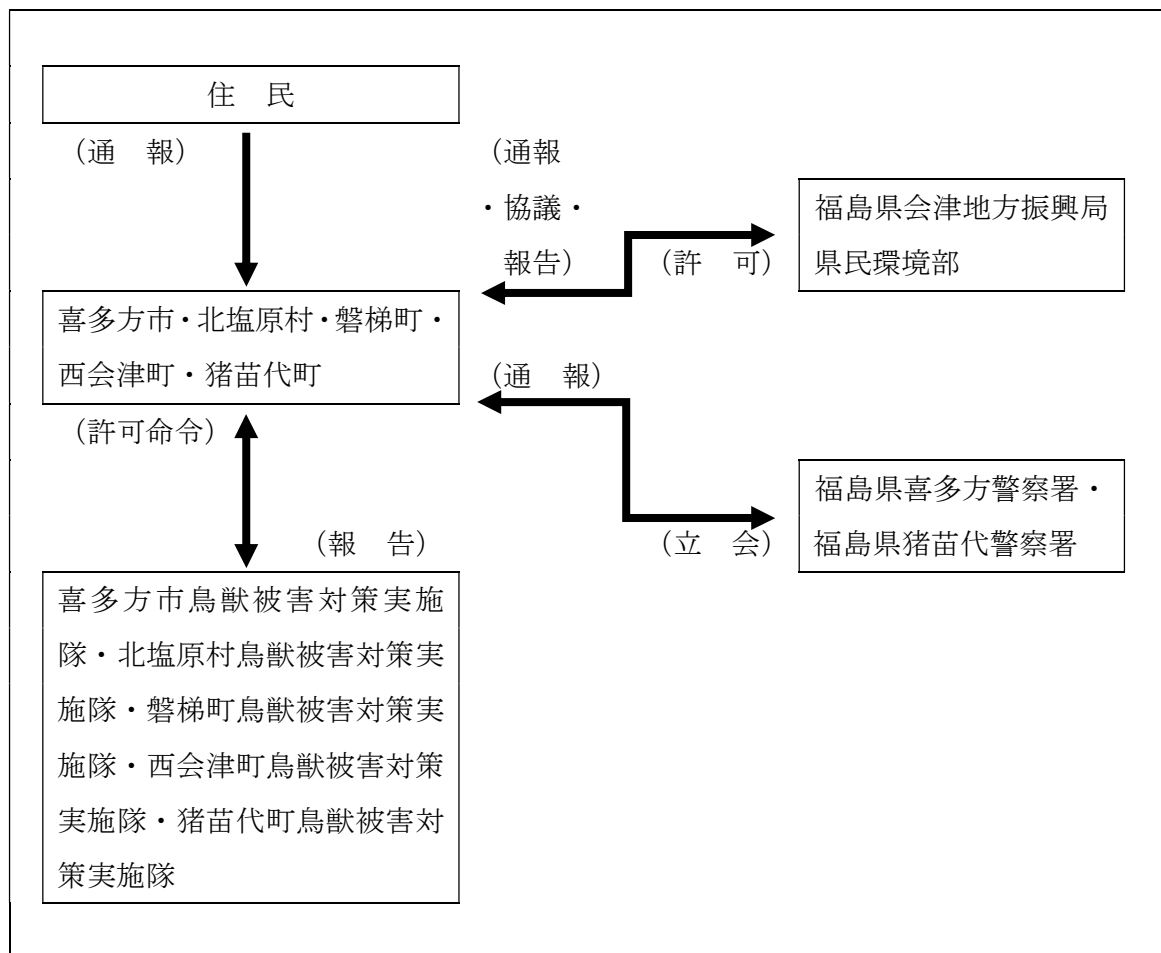 住　民
（通　報）
（通報
・協議・
報告）
（許　可）
福島県会津地方振興局
県民環境部
喜多方市・北塩原村・磐梯町・
西会津町・猪苗代町
（通　報）
（許可命令）
（立　会）
福島県喜多方警察署・
福島県猪苗代警察署
（報　告）
喜多方市鳥獣被害対策実施
隊・北塩原村鳥獣被害対策実
施隊・磐梯町鳥獣被害対策実
施隊・西会津町鳥獣被害対策
実施隊・猪苗代町鳥獣被害対
策実施隊